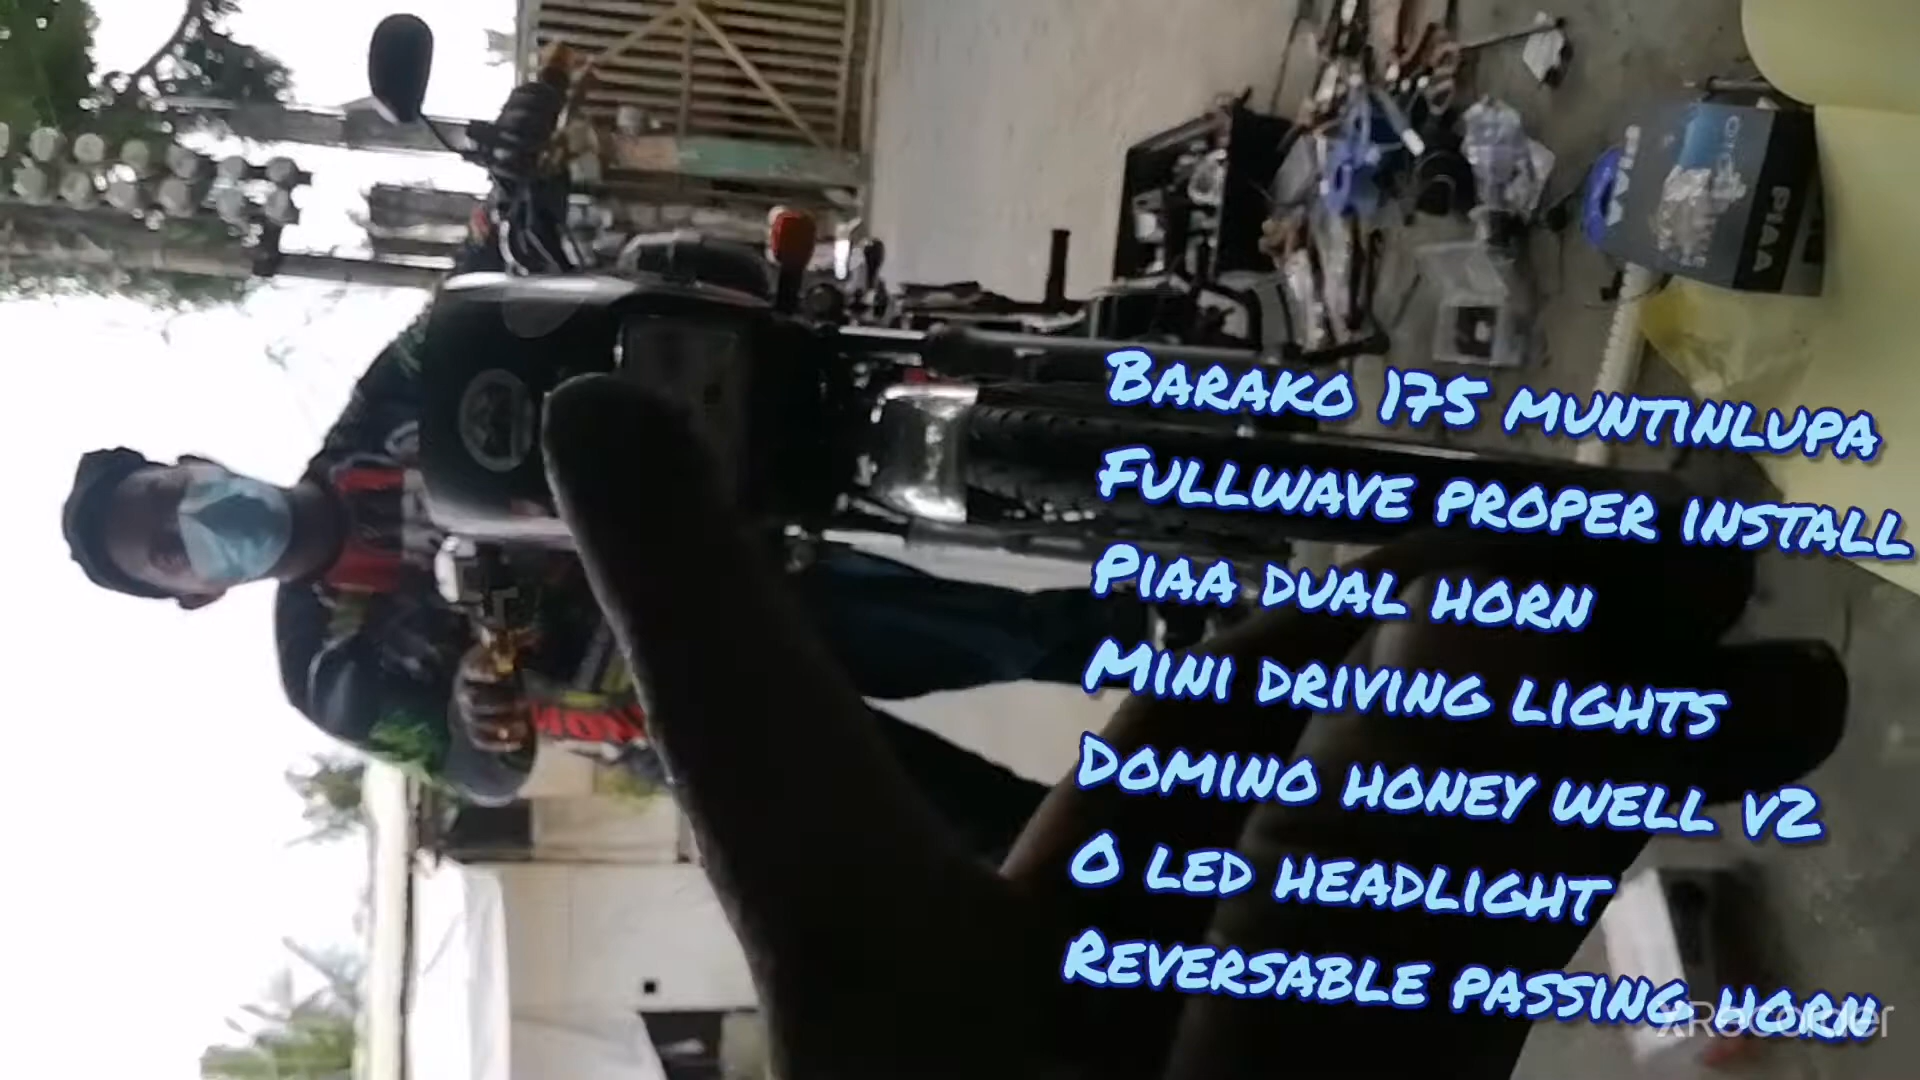 Barako 175 muntinlupa
Fullwave proper install
Piaa dual horn
Mini driving lights
Domino honey well v2
O led headlight
Reversable passing horn
XRecorder
PIAA
PIAA